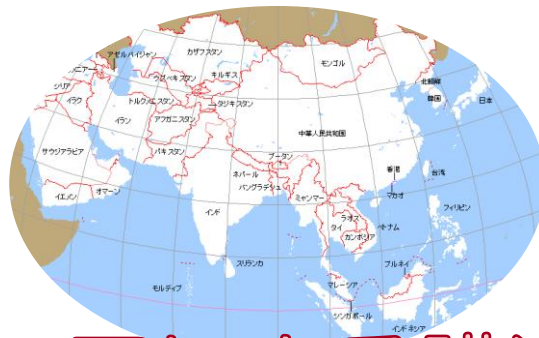 カザフスタン
アゼルバイジャン
モンゴル
ニアー
ウズベキスタン
キルギス
北朝鮮
シリア
トルクメニスタン
タジキスタン
韓国
日本
イラク
イラン
アフガニスタン
中華人民共和国
サウジアラビア
パキスタン
ブータン
香港
台湾
ネパール
イエメン
オマーン
バングラデシュ
ミャンマー
マカオ
インド
ラオス
フィリピン
タイ
ベトナム
カンボジア
スリランカ
ブルネイ
モルディブ
マレーシア
シンガポール
インドネシア